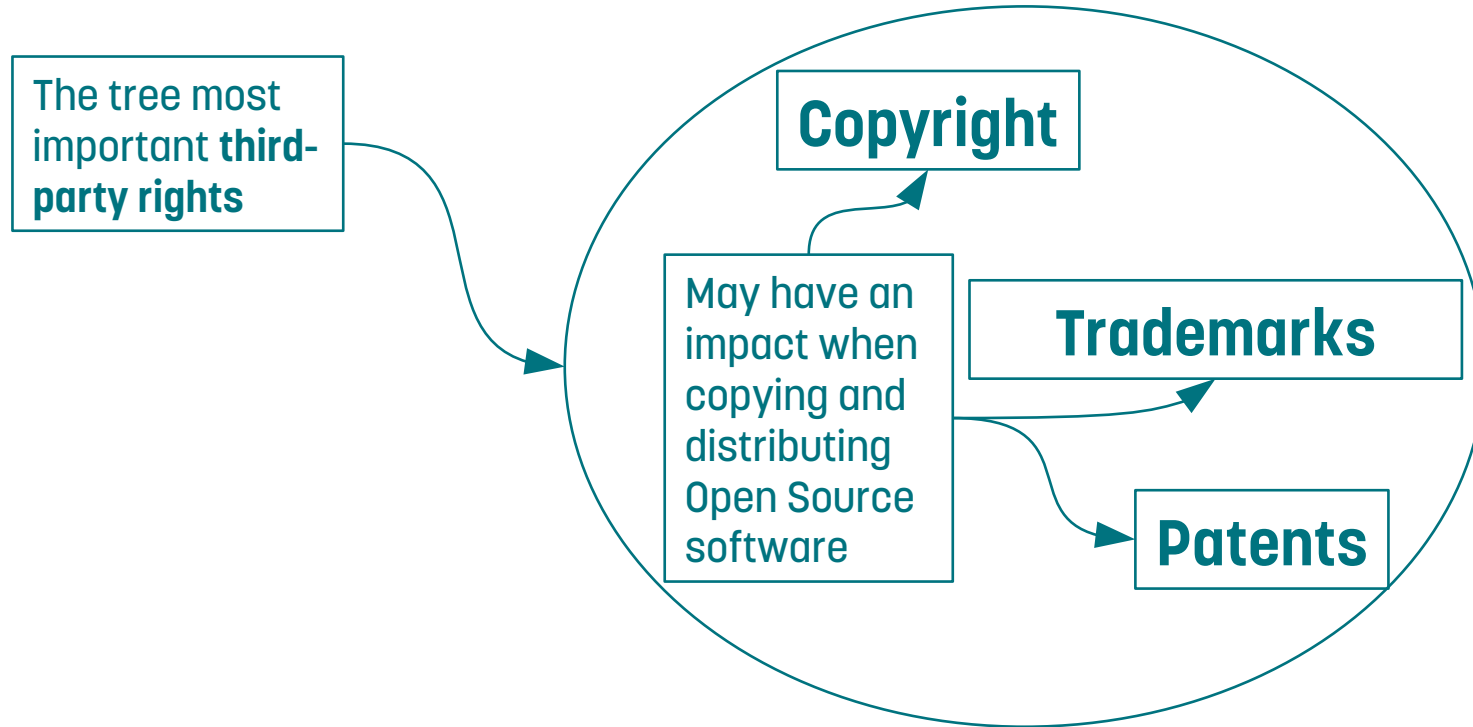 The tree most
important third-
party rights
Copyright
May have an
impact when
copying and
distributing
Open Source
software
Trademarks
Patents